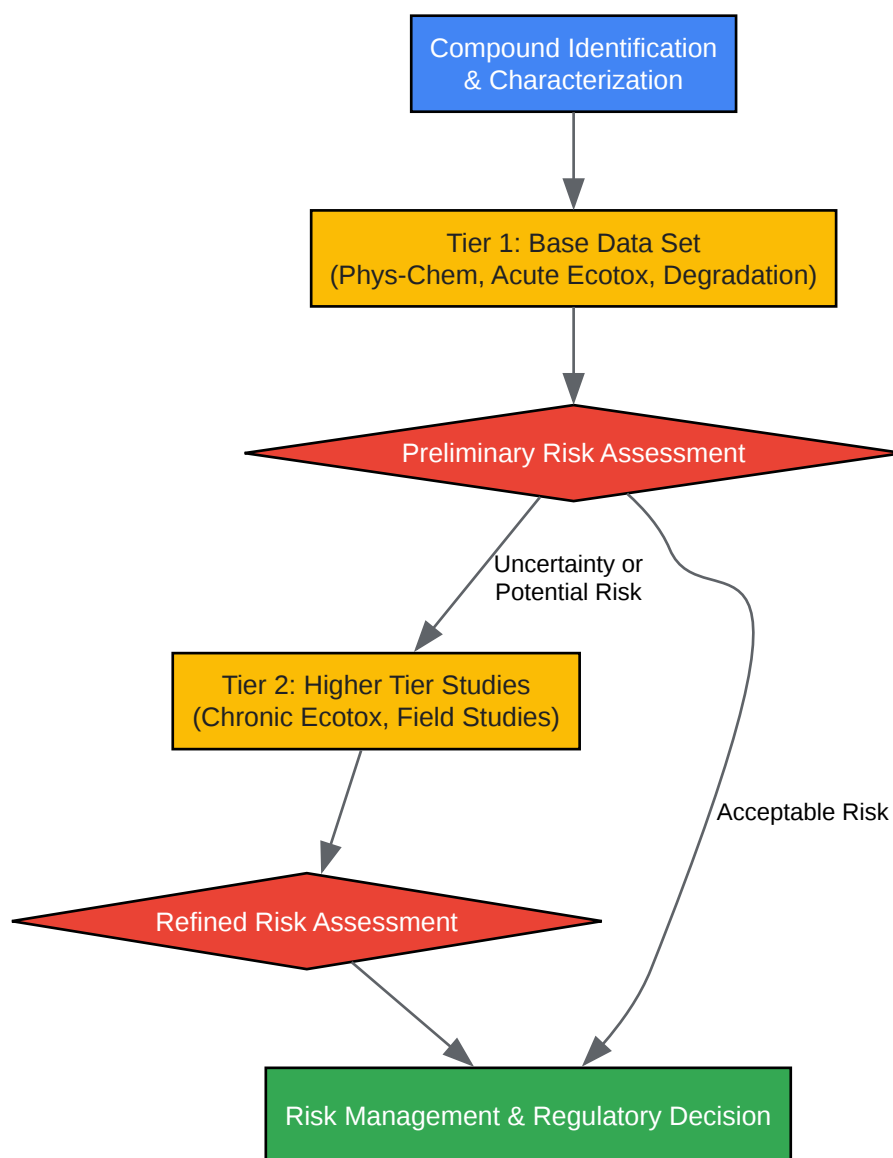 Compound Identification
& Characterization
Tier 1: Base Data Set
(Phys-Chem, Acute Ecotox, Degradation)
Preliminary Risk Assessment
Uncertainty or
Potential Risk
Tier 2: Higher Tier Studies
(Chronic Ecotox, Field Studies)
Acceptable Risk
Refined Risk Assessment
Risk Management & Regulatory Decision